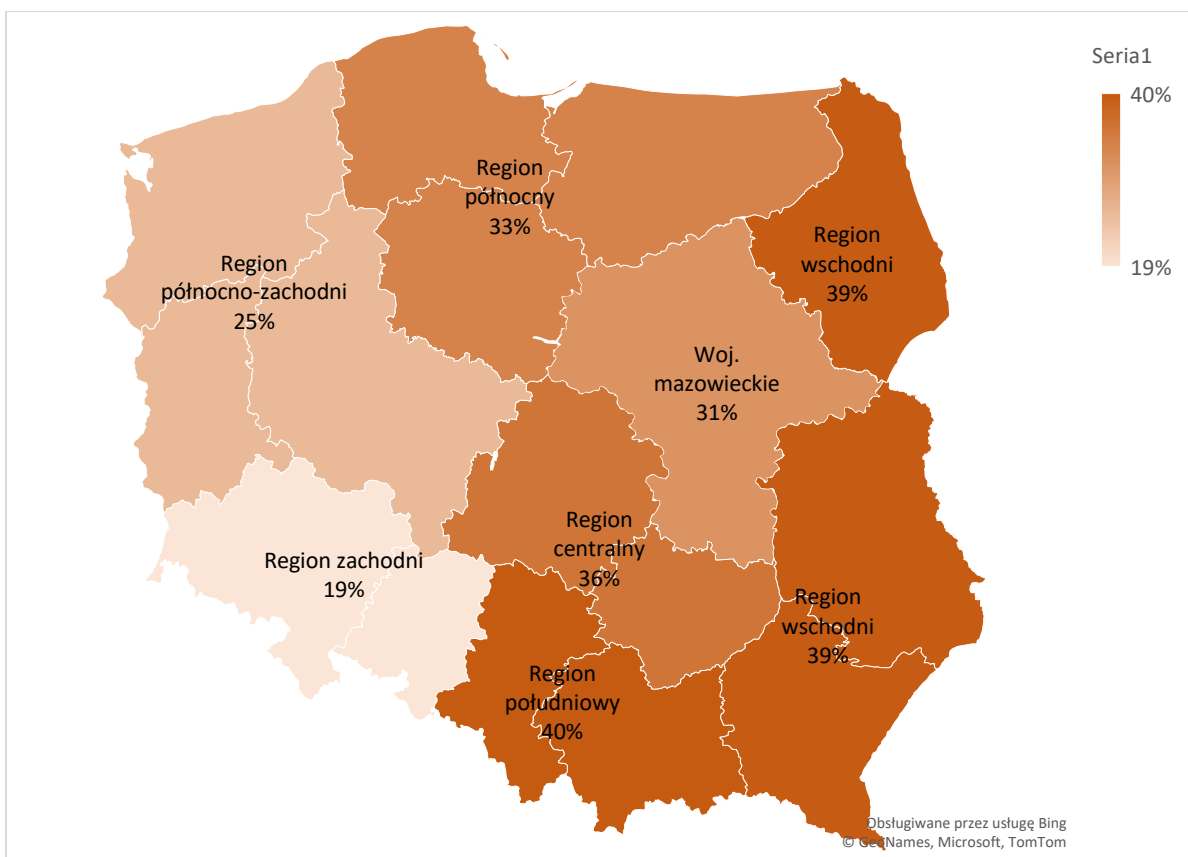 Seria1
40%
19%
Region
północny
33%
Region
wschodni
39%
Region
północno-zachodni
25%
Woj.
mazowieckie
31%
Region
centralny
36%
Region zachodni
19%
Region
wschodni
39%
Region
południowy
40%
Obsługiwane przez usługę Bing
© GeoNames, Microsoft, TomTom